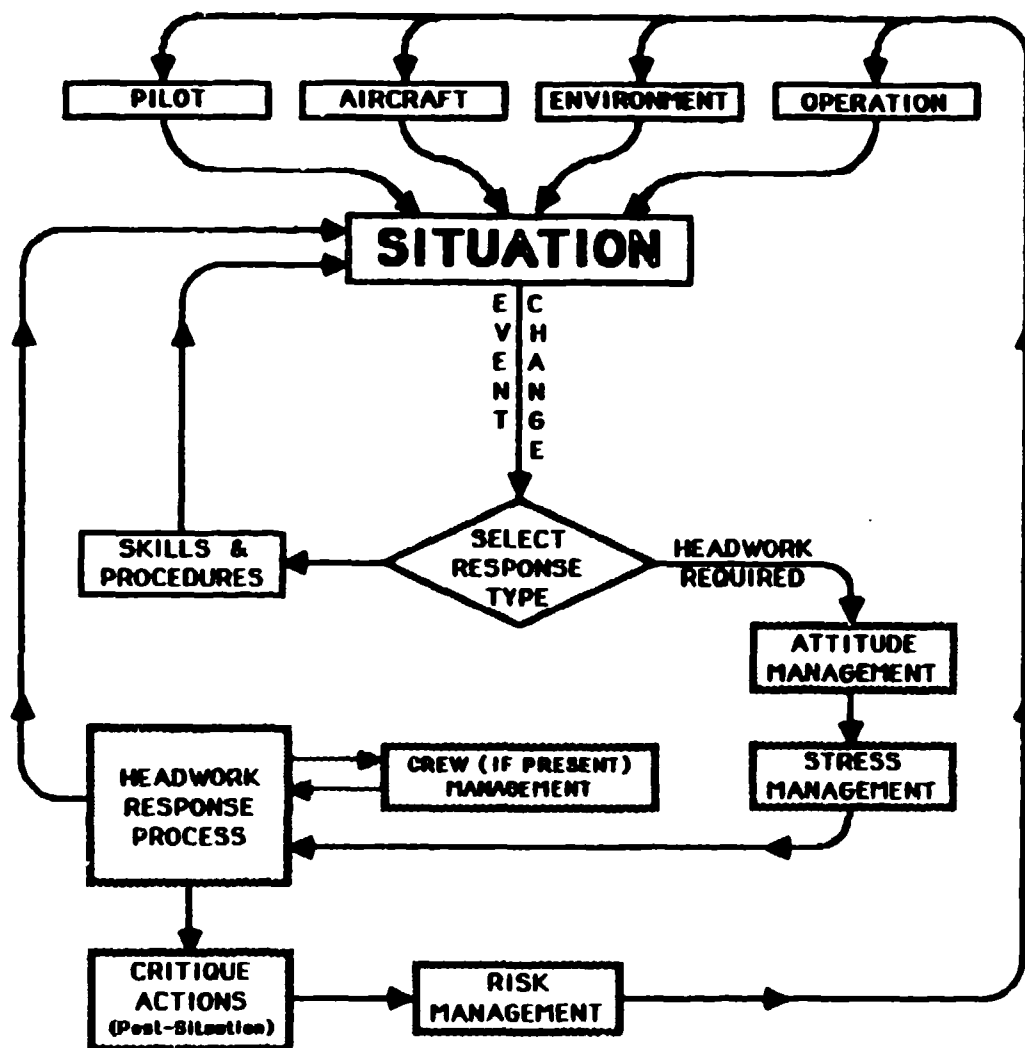 PILOT
AIRCRAFT
ENVIRONMENT
OPERATION
SITUATION
EVENT
CHANGE
SELECT
RESPONSE
TYPE
SKILLS &
PROCEDURES
HEADWORK
REQUIRED
ATTITUDE
MANAGEMENT
STRESS
MANAGEMENT
HEADWORK
RESPONSE
PROCESS
CREW (IF PRESENT)
MANAGEMENT
CRITIQUE
ACTIONS
(Post-Situation)
RISK
MANAGEMENT